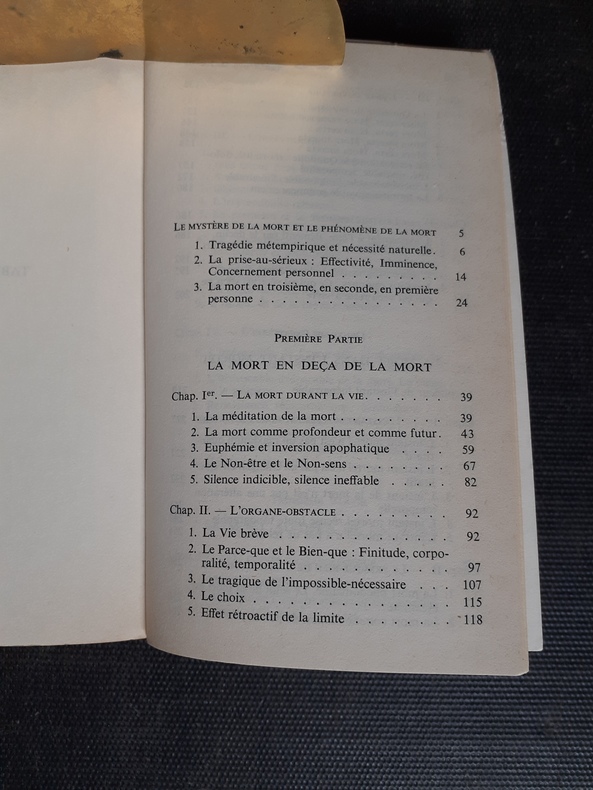 LE MYSTÈRE DE LA MORT ET LE PHÉNOMÈNE DE LA MORT 5
1. Tragédie métempirique et nécessité naturelle. 6
2. La prise-au-sérieux : Effectivité, Imminence,
Concernement personnel . . . . . . . . . 14
3. La mort en troisième, en seconde, en première
personne . . . . . . . . . . . . . . . . 24
PREMIÈRE PARTIE
LA MORT EN DEÇA DE LA MORT
Chap. Ier. — LA MORT DURANT LA VIE. . . . . . . 39
1. La méditation de la mort . . . . . . . . . 39
2. La mort comme profondeur et comme futur. 43
3. Euphémie et inversion apophatique . . . . 59
4. Le Non-être et le Non-sens . . . . . . . . 67
5. Silence indicible, silence ineffable . . . . . 82
Chap. II. — L'ORGANE-OBSTACLE . . . . . . . . . 92
1. La Vie brève . . . . . . . . . . . . . . 92
2. Le Parce-que et le Bien-que : Finitude, corpo-
ralité, temporalité . . . . . . . . . . . . 97
3. Le tragique de l'impossible-nécessaire . . . 107
4. Le choix . . . . . . . . . . . . . . . . 115
5. Effet rétroactif de la limite . . . . . . . . 118